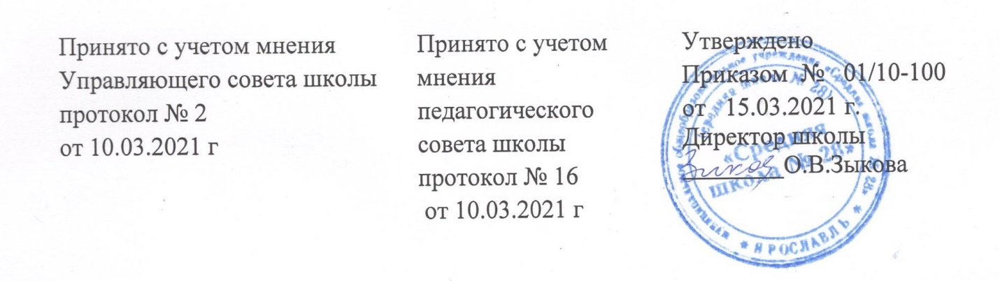 Принято с учетом мнения
Управляющего совета школы
протокол № 2
от 10.03.2021 г
Принято с учетом
мнения
педагогического
совета школы
протокол № 16
от 10.03.2021 г
Утверждено
Приказом № 01/10-100
от 15.03.2021 г.
Директор школы
О.В.Зыкова
«Средняя
школа № 28»
* ЯРОСЛАВЛЬ *